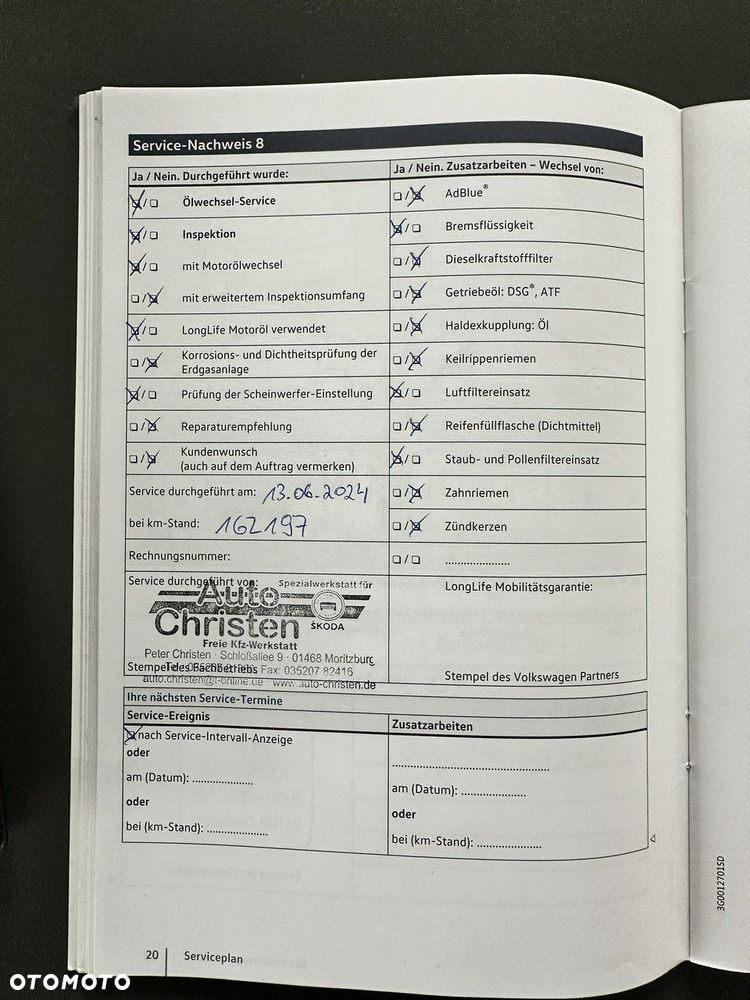 Service-Nachweis 8
Ja / Nein. Durchgeführt wurde:
Ölwechsel-Service
Inspektion
mit Motorölwechsel
mit erweitertem Inspektionsumfang
LongLife Motoröl verwendet
Korrosions- und Dichtheitsprüfung der
Erdgasanlage
Prüfung der Scheinwerfer-Einstellung
Reparaturempfehlung
Kundenwunsch
(auch auf dem Auftrag vermerken)
Service durchgeführt am: 13.06.2024
bei km-Stand: 162197
Rechnungsnummer:
Service durchgeführt von:
Spezialwerkstatt für
Auto
Christen
ŠKODA
Freie Kfz-Werkstatt
Peter Christen · Schloßallee 9 · 01468 Moritzburg
Fax: 035207 82416
Stempel des Fachbetriebs
auto.christen@t-online.de · www.auto-christen.de
Ja / Nein. Zusatzarbeiten – Wechsel von:
AdBlue®
Bremsflüssigkeit
Dieselkraftstofffilter
Getriebeöl: DSG®, ATF
Haldexkupplung: Öl
Keilrippenriemen
Luftfiltereinsatz
Reifenfüllflasche (Dichtmittel)
Staub- und Pollenfiltereinsatz
Zahnriemen
Zündkerzen
LongLife Mobilitätsgarantie:
Stempel des Volkswagen Partners
Ihre nächsten Service-Termine
Service-Ereignis
nach Service-Intervall-Anzeige
oder
am (Datum): ..................
oder
bei (km-Stand): ..................
Zusatzarbeiten
am (Datum): ..................
oder
bei (km-Stand): ..................
3G0012701SD
20
Serviceplan
OTOMOTO